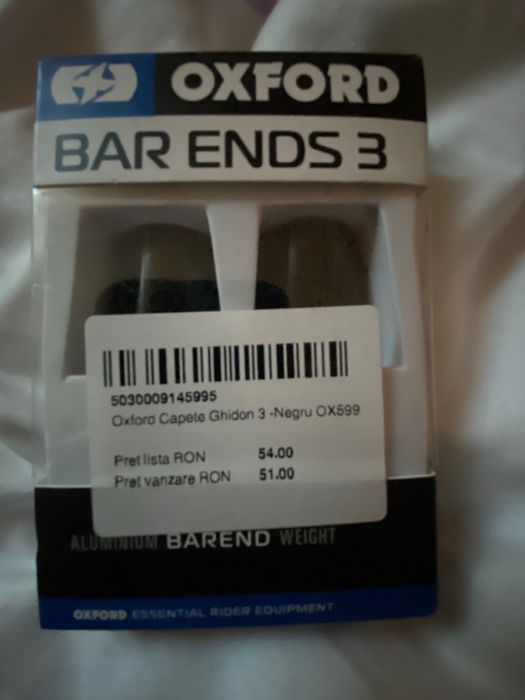 OXFORD
BAR ENDS 3
5030009145995
Oxford Capete Ghidon 3 -Negru OX599
Pret lista RON 54.00
Pret vanzare RON 51.00
ALUMINIUM BAREND WEIGHT
OXFORD ESSENTIAL RIDER EQUIPMENT